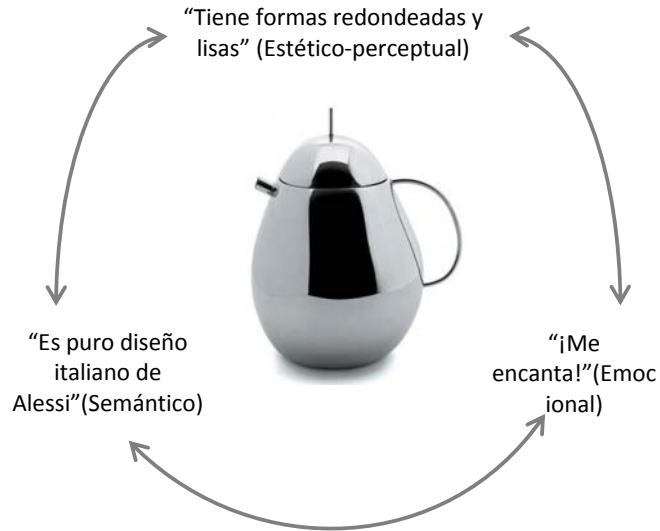 “Tiene formas redondeadas y
lisas” (Estético-perceptual)
“Es puro diseño
italiano de
Alessi”(Semántico)
“¡Me
encanta!”(Emoc
ional)